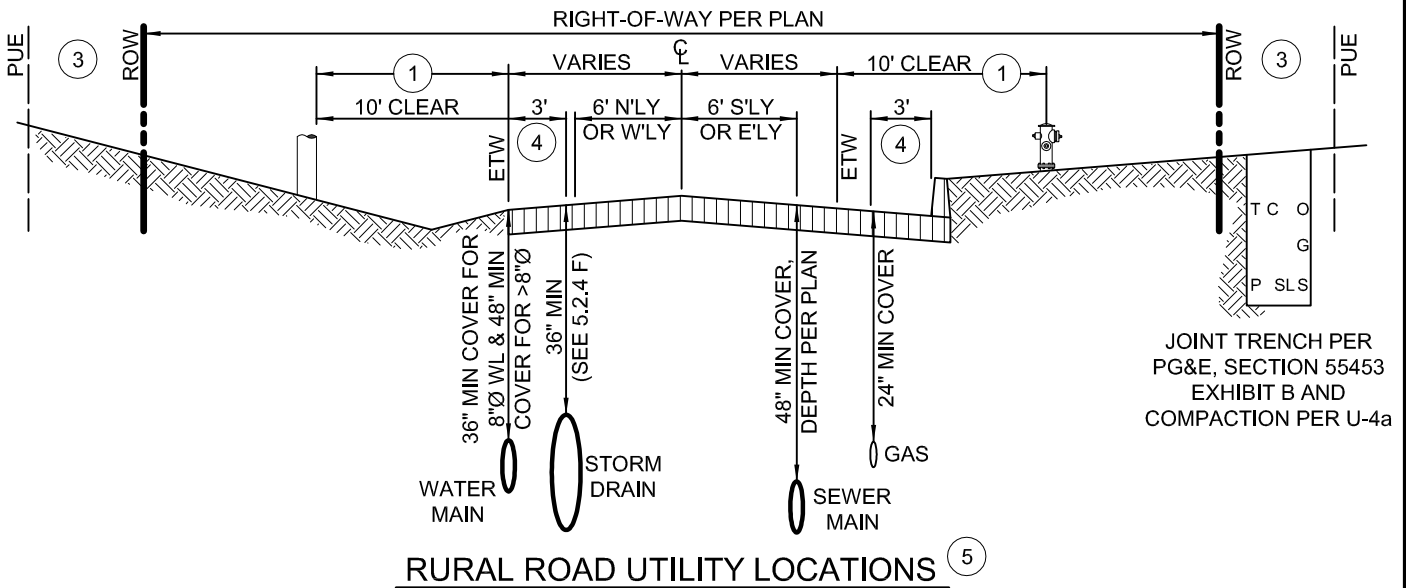 RIGHT-OF-WAY PER PLAN
PUE
3
ROW
ROW
3
PUE
1
VARIES
℄
VARIES
10' CLEAR
1
10' CLEAR
3'
6' N'LY
OR W'LY
6' S'LY
OR E'LY
3'
ETW
4
ETW
4
T C O
G
P SL S
36" MIN COVER FOR
8"Ø WL & 48" MIN
COVER FOR >8"Ø
36" MIN
(SEE 5.2.4 F)
48" MIN COVER,
DEPTH PER PLAN
24" MIN COVER
JOINT TRENCH PER
PG&E, SECTION 55453
EXHIBIT B AND
COMPACTION PER U-4a
WATER
MAIN
STORM
DRAIN
SEWER
MAIN
GAS
RURAL ROAD UTILITY LOCATIONS 5